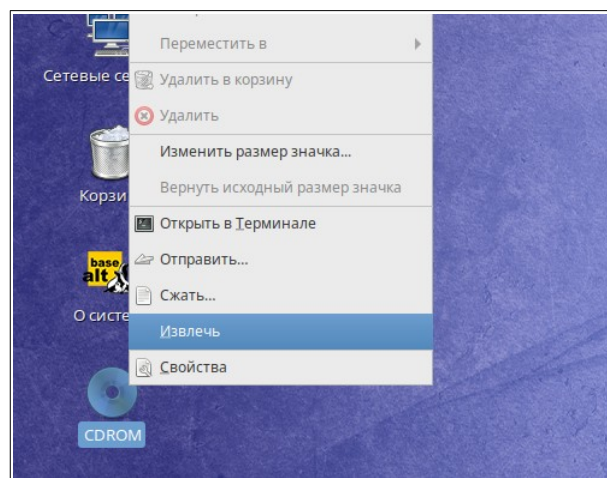 Переместить в
Сетевые се
Удалить в корзину
Удалить
Изменить размер значка...
Вернуть исходный размер значка
Корзи
Открыть в Терминале
base
alt
Отправить...
Сжать...
О систе
Извлечь
Свойства
CDROM